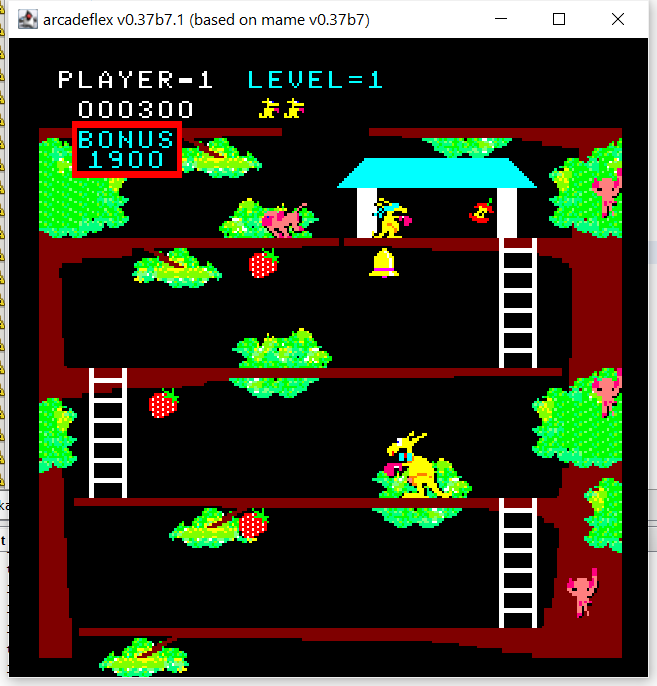 arcadeflex v0.37b7.1 (based on mame v0.37b7)
PLAYER-1 LEVEL=1
000300
BONUS
1900